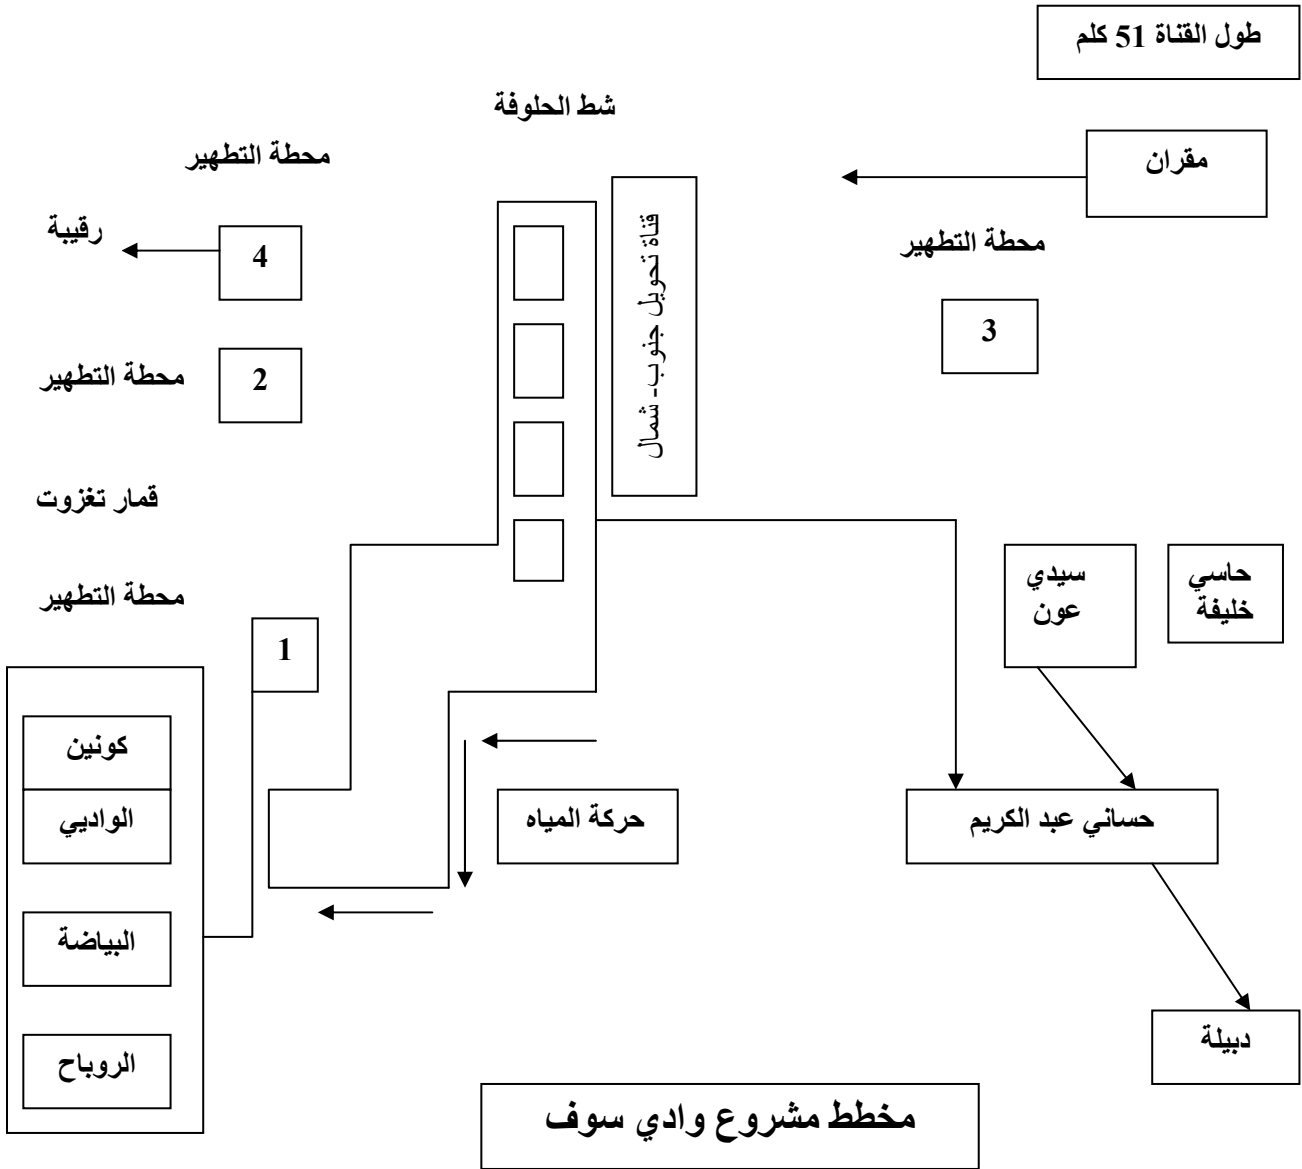 طول القناة 51 كلم
شط الحلوفة
مقران
محطة التطهير
رقيبة
4
قناة تحويل جنوب- شمال
محطة التطهير
3
محطة التطهير
2
قمار تغزوت
حاسي
خليفة
سيدي
عون
محطة التطهير
1
كونين
الواديي
حركة المياه
حساني عبد الكريم
البياضة
دبيلة
الروباح
مخطط مشروع وادي سوف